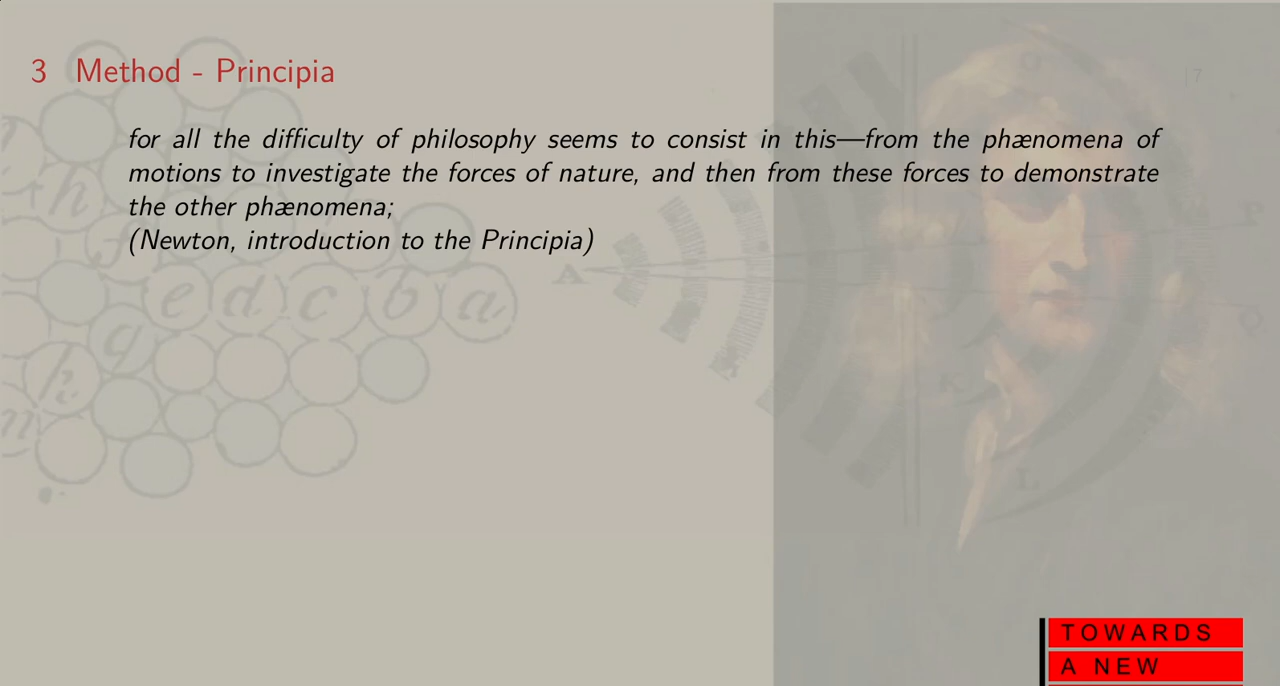 3 Method - Principia
17
for all the difficulty of philosophy seems to consist in this—from the phænomena of
motions to investigate the forces of nature, and then from these forces to demonstrate
the other phænomena;
(Newton, introduction to the Principia)
A
e d c b a
h
f
g
K
L
P
Q
TOWARDS
A NEW